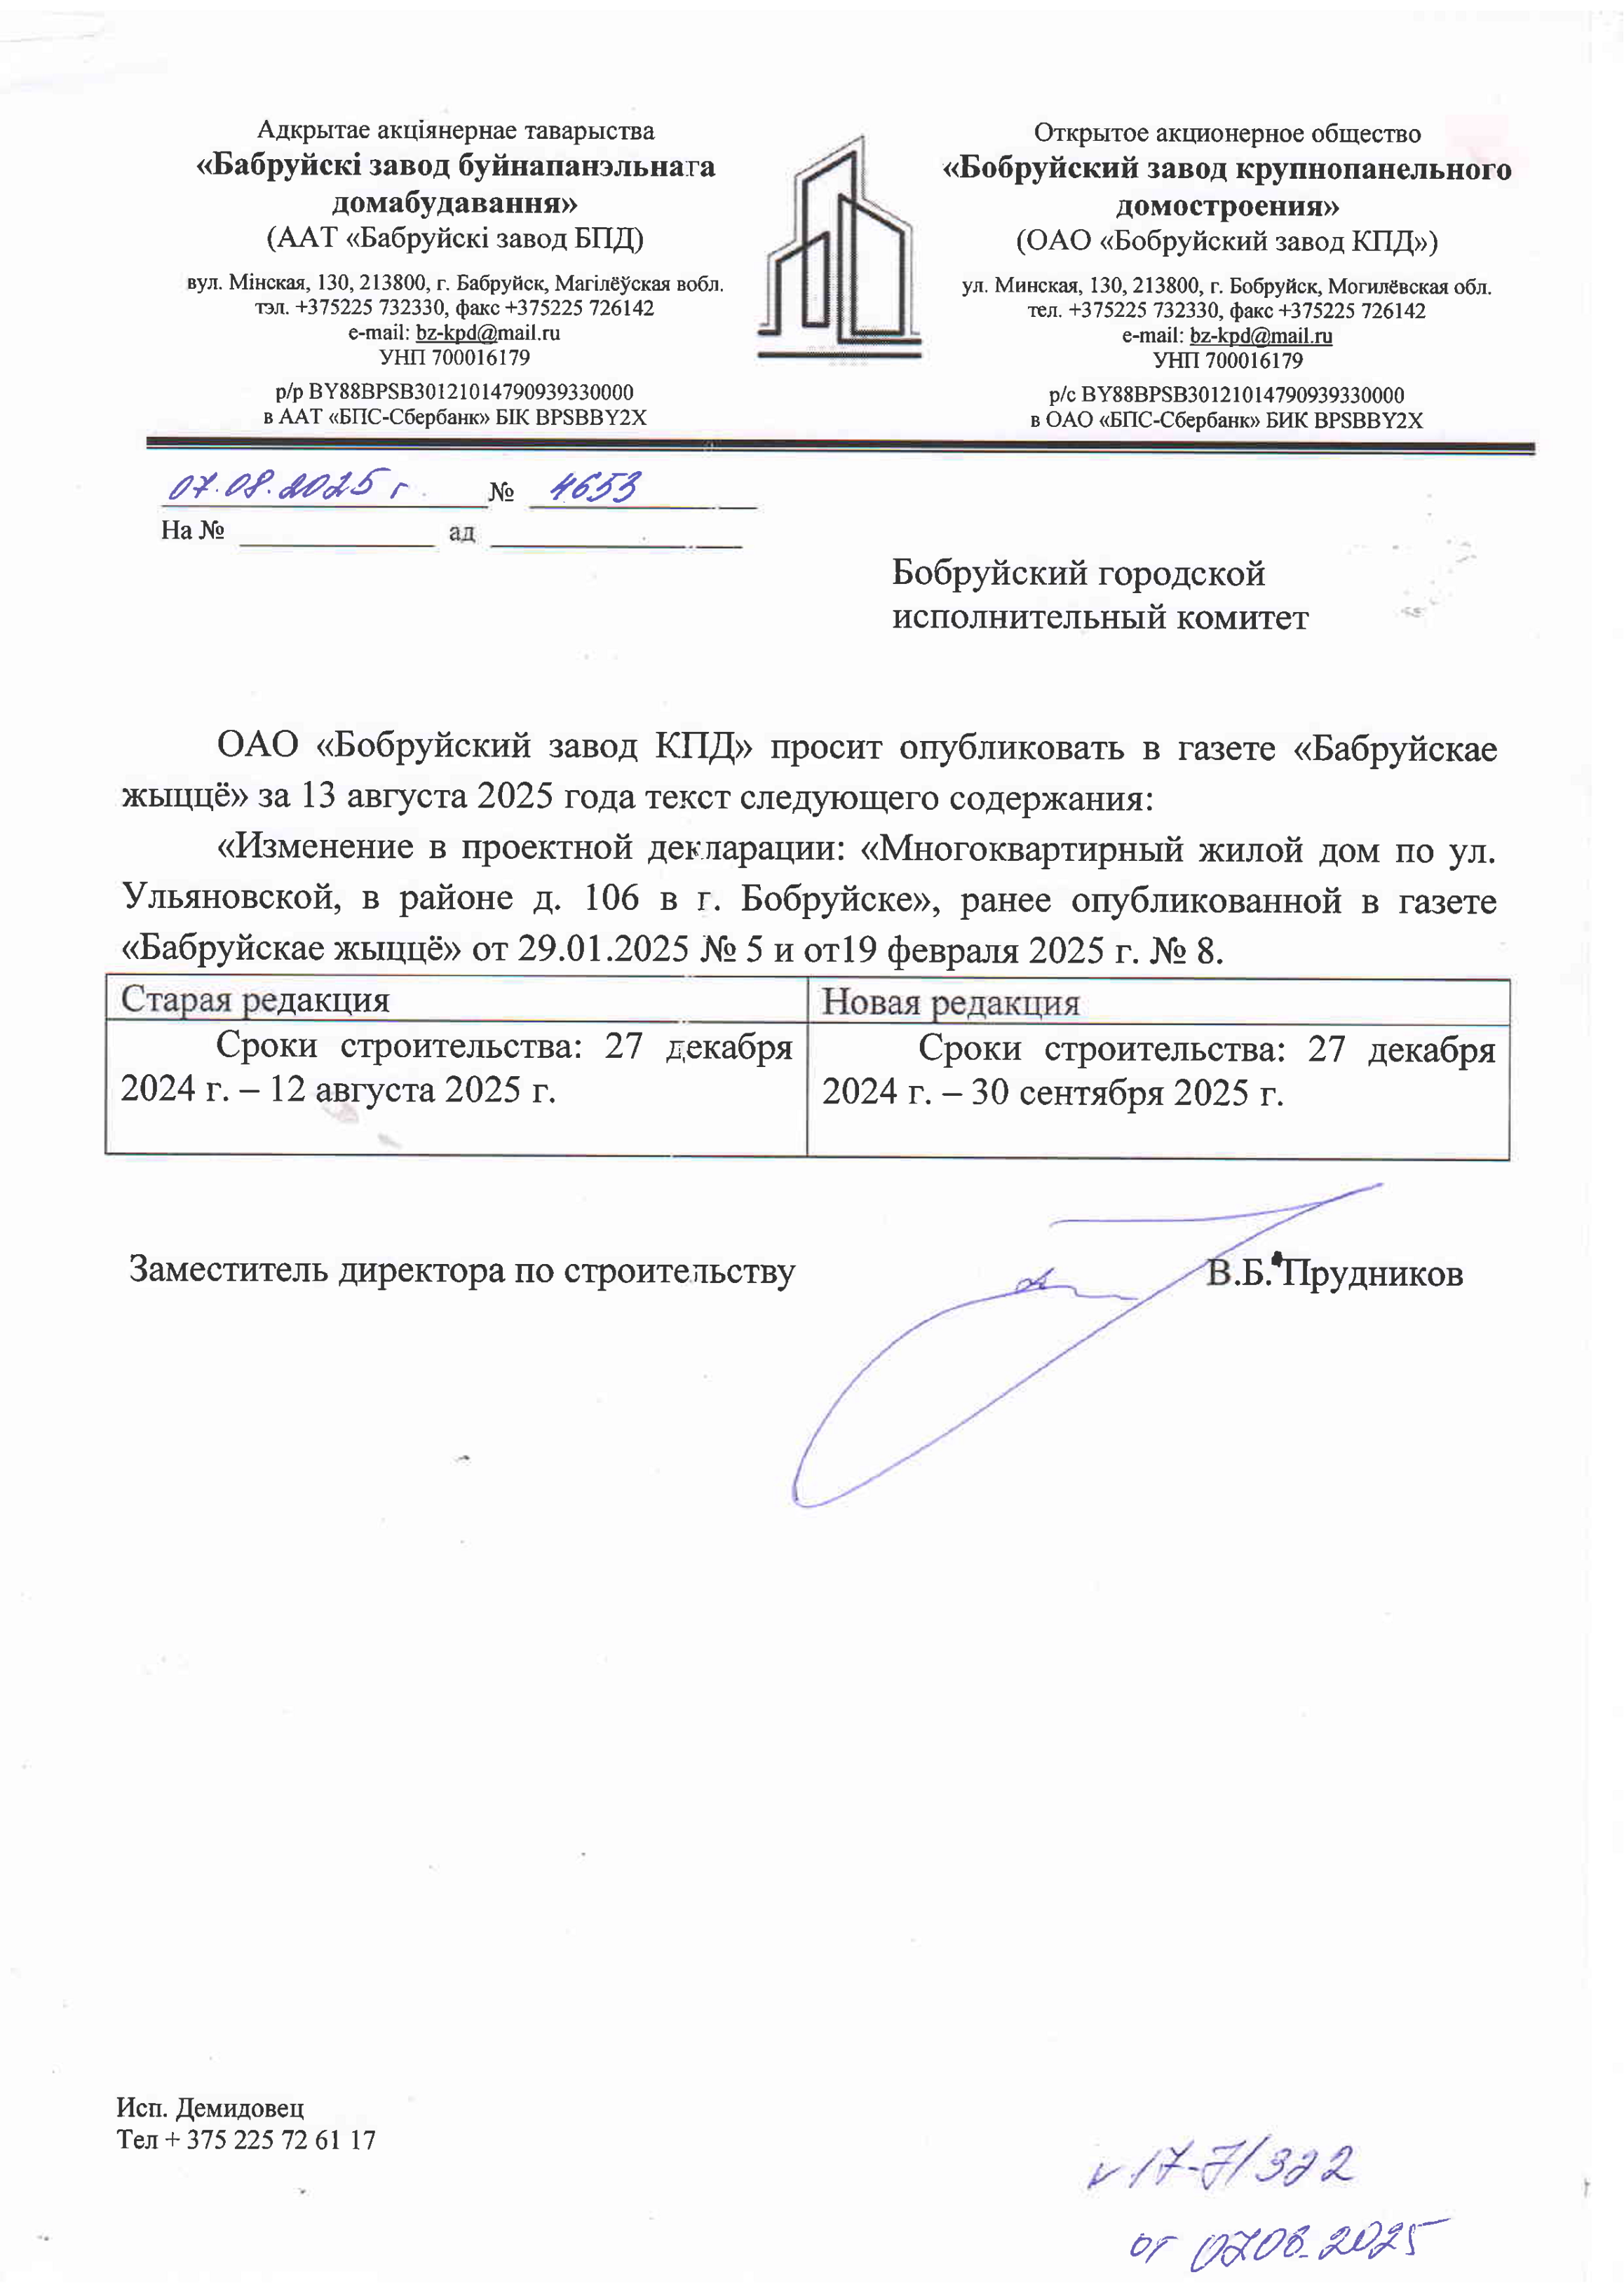 Адкрытае акцiянернае таварыства
«Бабруйскi завод буйнапанэльнага
домабудавання»
(ААТ «Бабруйскi завод БПД)
вул. Мінская, 130, 213800, г. Бабруйск, Магілёўская вобл.
тэл. +375225 732330, факс +375225 726142
e-mail: bz-kpd@mail.ru
УНП 700016179
р/р BY88BPSB30121014790939330000
в ААТ «БПС-Сбербанк» БІК BPSBBY2X
Открытое акционерное общество
«Бобруйский завод крупнопанельного
домостроения»
(ОАО «Бобруйский завод КПД»)
ул. Минская, 130, 213800, г. Бобруйск, Могилёвская обл.
тел. +375225 732330, факс +375225 726142
e-mail: bz-kpd@mail.ru
УНП 700016179
р/с BY88BPSB30121014790939330000
в ОАО «БПС-Сбербанк» БИК BPSBBY2X
07.08.2025 г. № 4653
На № ад
Бобруйский городской
исполнительный комитет
ОАО «Бобруйский завод КПД» просит опубликовать в газете «Бабруйскае
жыццё» за 13 августа 2025 года текст следующего содержания:
«Изменение в проектной декларации: «Многоквартирный жилой дом по ул.
Ульяновской, в районе д. 106 в г. Бобруйске», ранее опубликованной в газете
«Бабруйскае жыццё» от 29.01.2025 № 5 и от19 февраля 2025 г. № 8.
Старая редакция
Новая редакция
Сроки строительства: 27 декабря
2024 г. – 12 августа 2025 г.
Сроки строительства: 27 декабря
2024 г. – 30 сентября 2025 г.
Заместитель директора по строительству В.Б. Прудников
Исп. Демидовец
Тел + 375 225 72 61 17
17-7/322
от 0708.2025